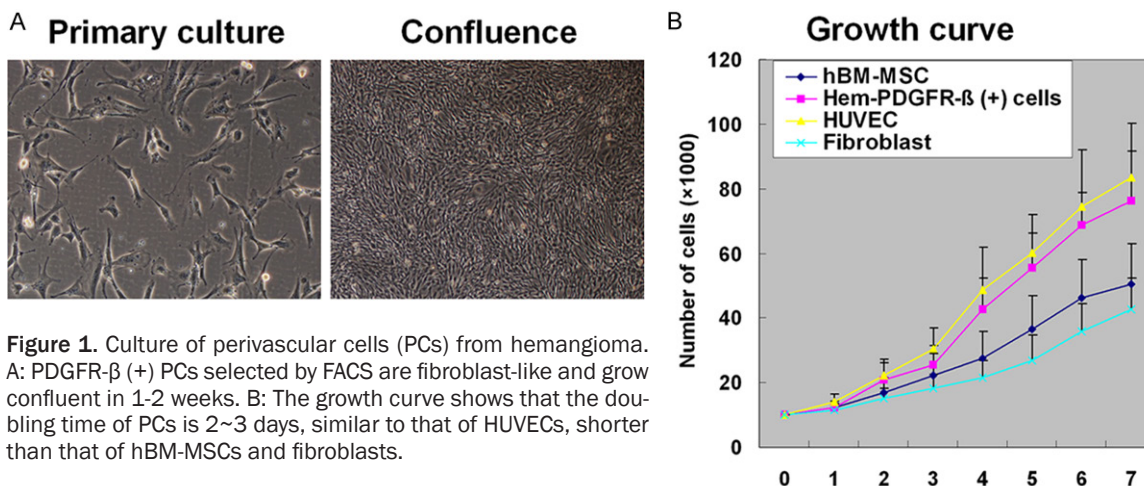 A
Primary culture
Confluence
Figure 1. Culture of perivascular cells (PCs) from hemangioma.
A: PDGFR-β (+) PCs selected by FACS are fibroblast-like and grow
confluent in 1-2 weeks. B: The growth curve shows that the dou-
bling time of PCs is 2~3 days, similar to that of HUVECs, shorter
than that of hBM-MSCs and fibroblasts.
B
Growth curve
hBM-MSC
Hem-PDGFR-ß (+) cells
HUVEC
Fibroblast
Number of cells (×1000)
120
100
80
60
40
20
0
0 1 2 3 4 5 6 7